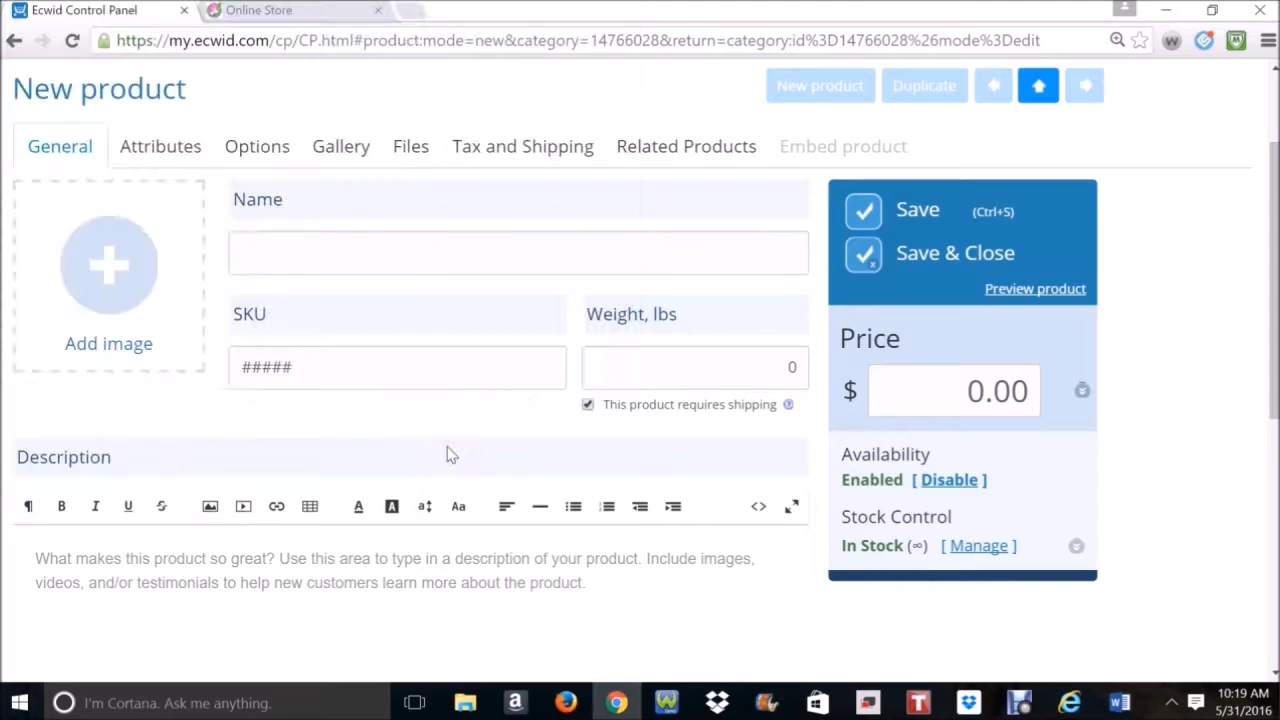 Ecwid Control Panel
Online Store
https://my.ecwid.com/cp/CP.html#product:mode=new&category=14766028&return=category:id%3D14766028%26mode%3Dedit
New product
New product
Duplicate
General
Attributes
Options
Gallery
Files
Tax and Shipping
Related Products
Embed product
Add image
Name
SKU
Weight, lbs
#####
0
This product requires shipping
Save (Ctrl+S)
Save & Close
Preview product
Price
$ 0.00
Availability
Enabled [ Disable ]
Stock Control
In Stock (∞) [ Manage ]
Description
What makes this product so great? Use this area to type in a description of your product. Include images,
videos, and/or testimonials to help new customers learn more about the product.
I'm Cortana. Ask me anything.
10:19 AM
5/31/2016